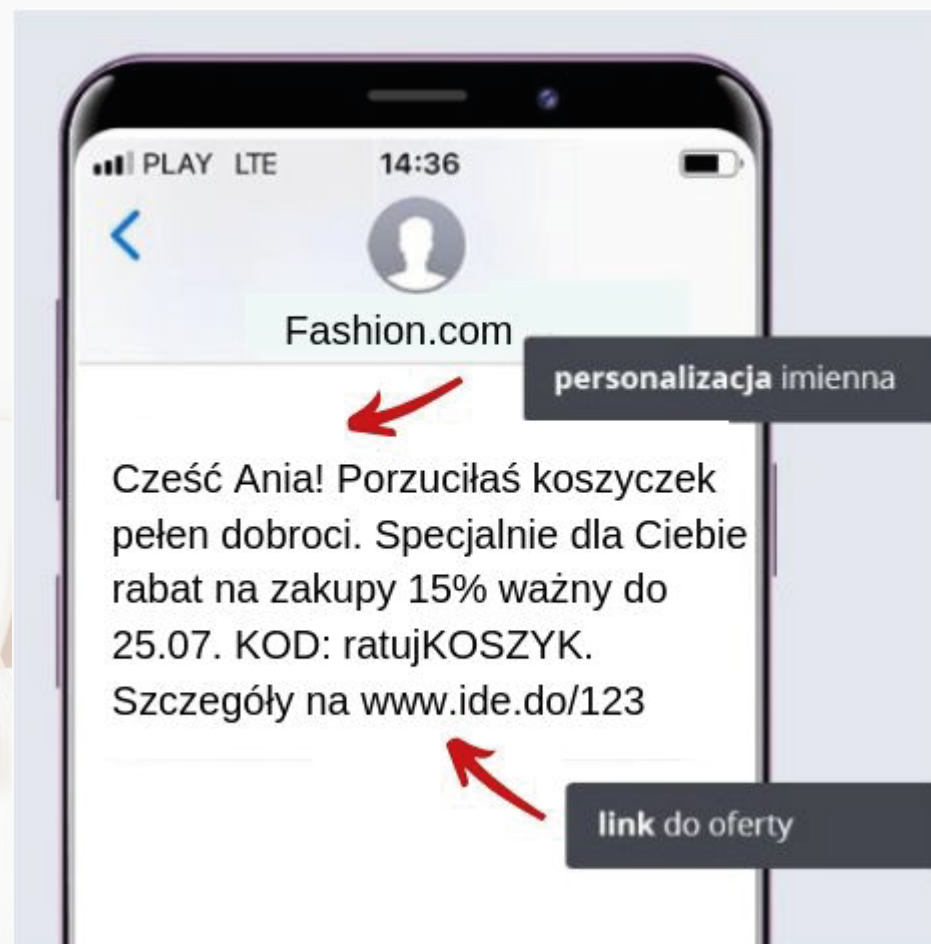 PLAY LTE 14:36
Fashion.com
personalizacja imienna
Cześć Ania! Porzuciłaś koszyczek
pełen dobroci. Specjalnie dla Ciebie
rabat na zakupy 15% ważny do
25.07. KOD: ratujKOSZYK.
Szczegóły na www.ide.do/123
link do oferty